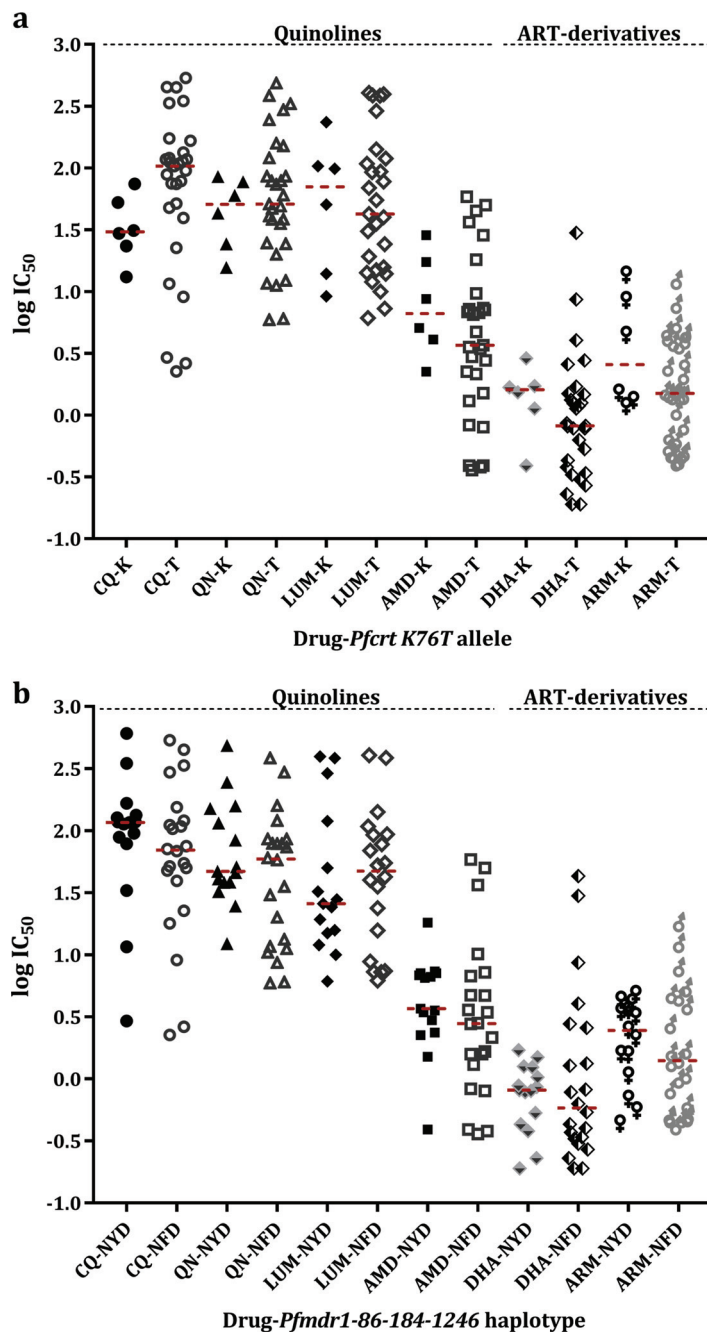 a
Quinolines ART-derivatives
3.0
2.5
2.0
1.5
1.0
0.5
0.0
-0.5
-1.0
log IC50
CQ-K CQ-T QN-K QN-T LUM-K LUM-T AMD-K AMD-T DHA-K DHA-T ARM-K ARM-T
Drug-Pfcrt K76T allele
b
Quinolines ART-derivatives
3.0
2.5
2.0
1.5
1.0
0.5
0.0
-0.5
-1.0
log IC50
CQ-NYD CQ-NFD QN-NYD QN-NFD LUM-NYD LUM-NFD AMD-NYD AMD-NFD DHA-NYD DHA-NFD ARM-NYD ARM-NFD
Drug-Pfmdr1-86-184-1246 haplotype